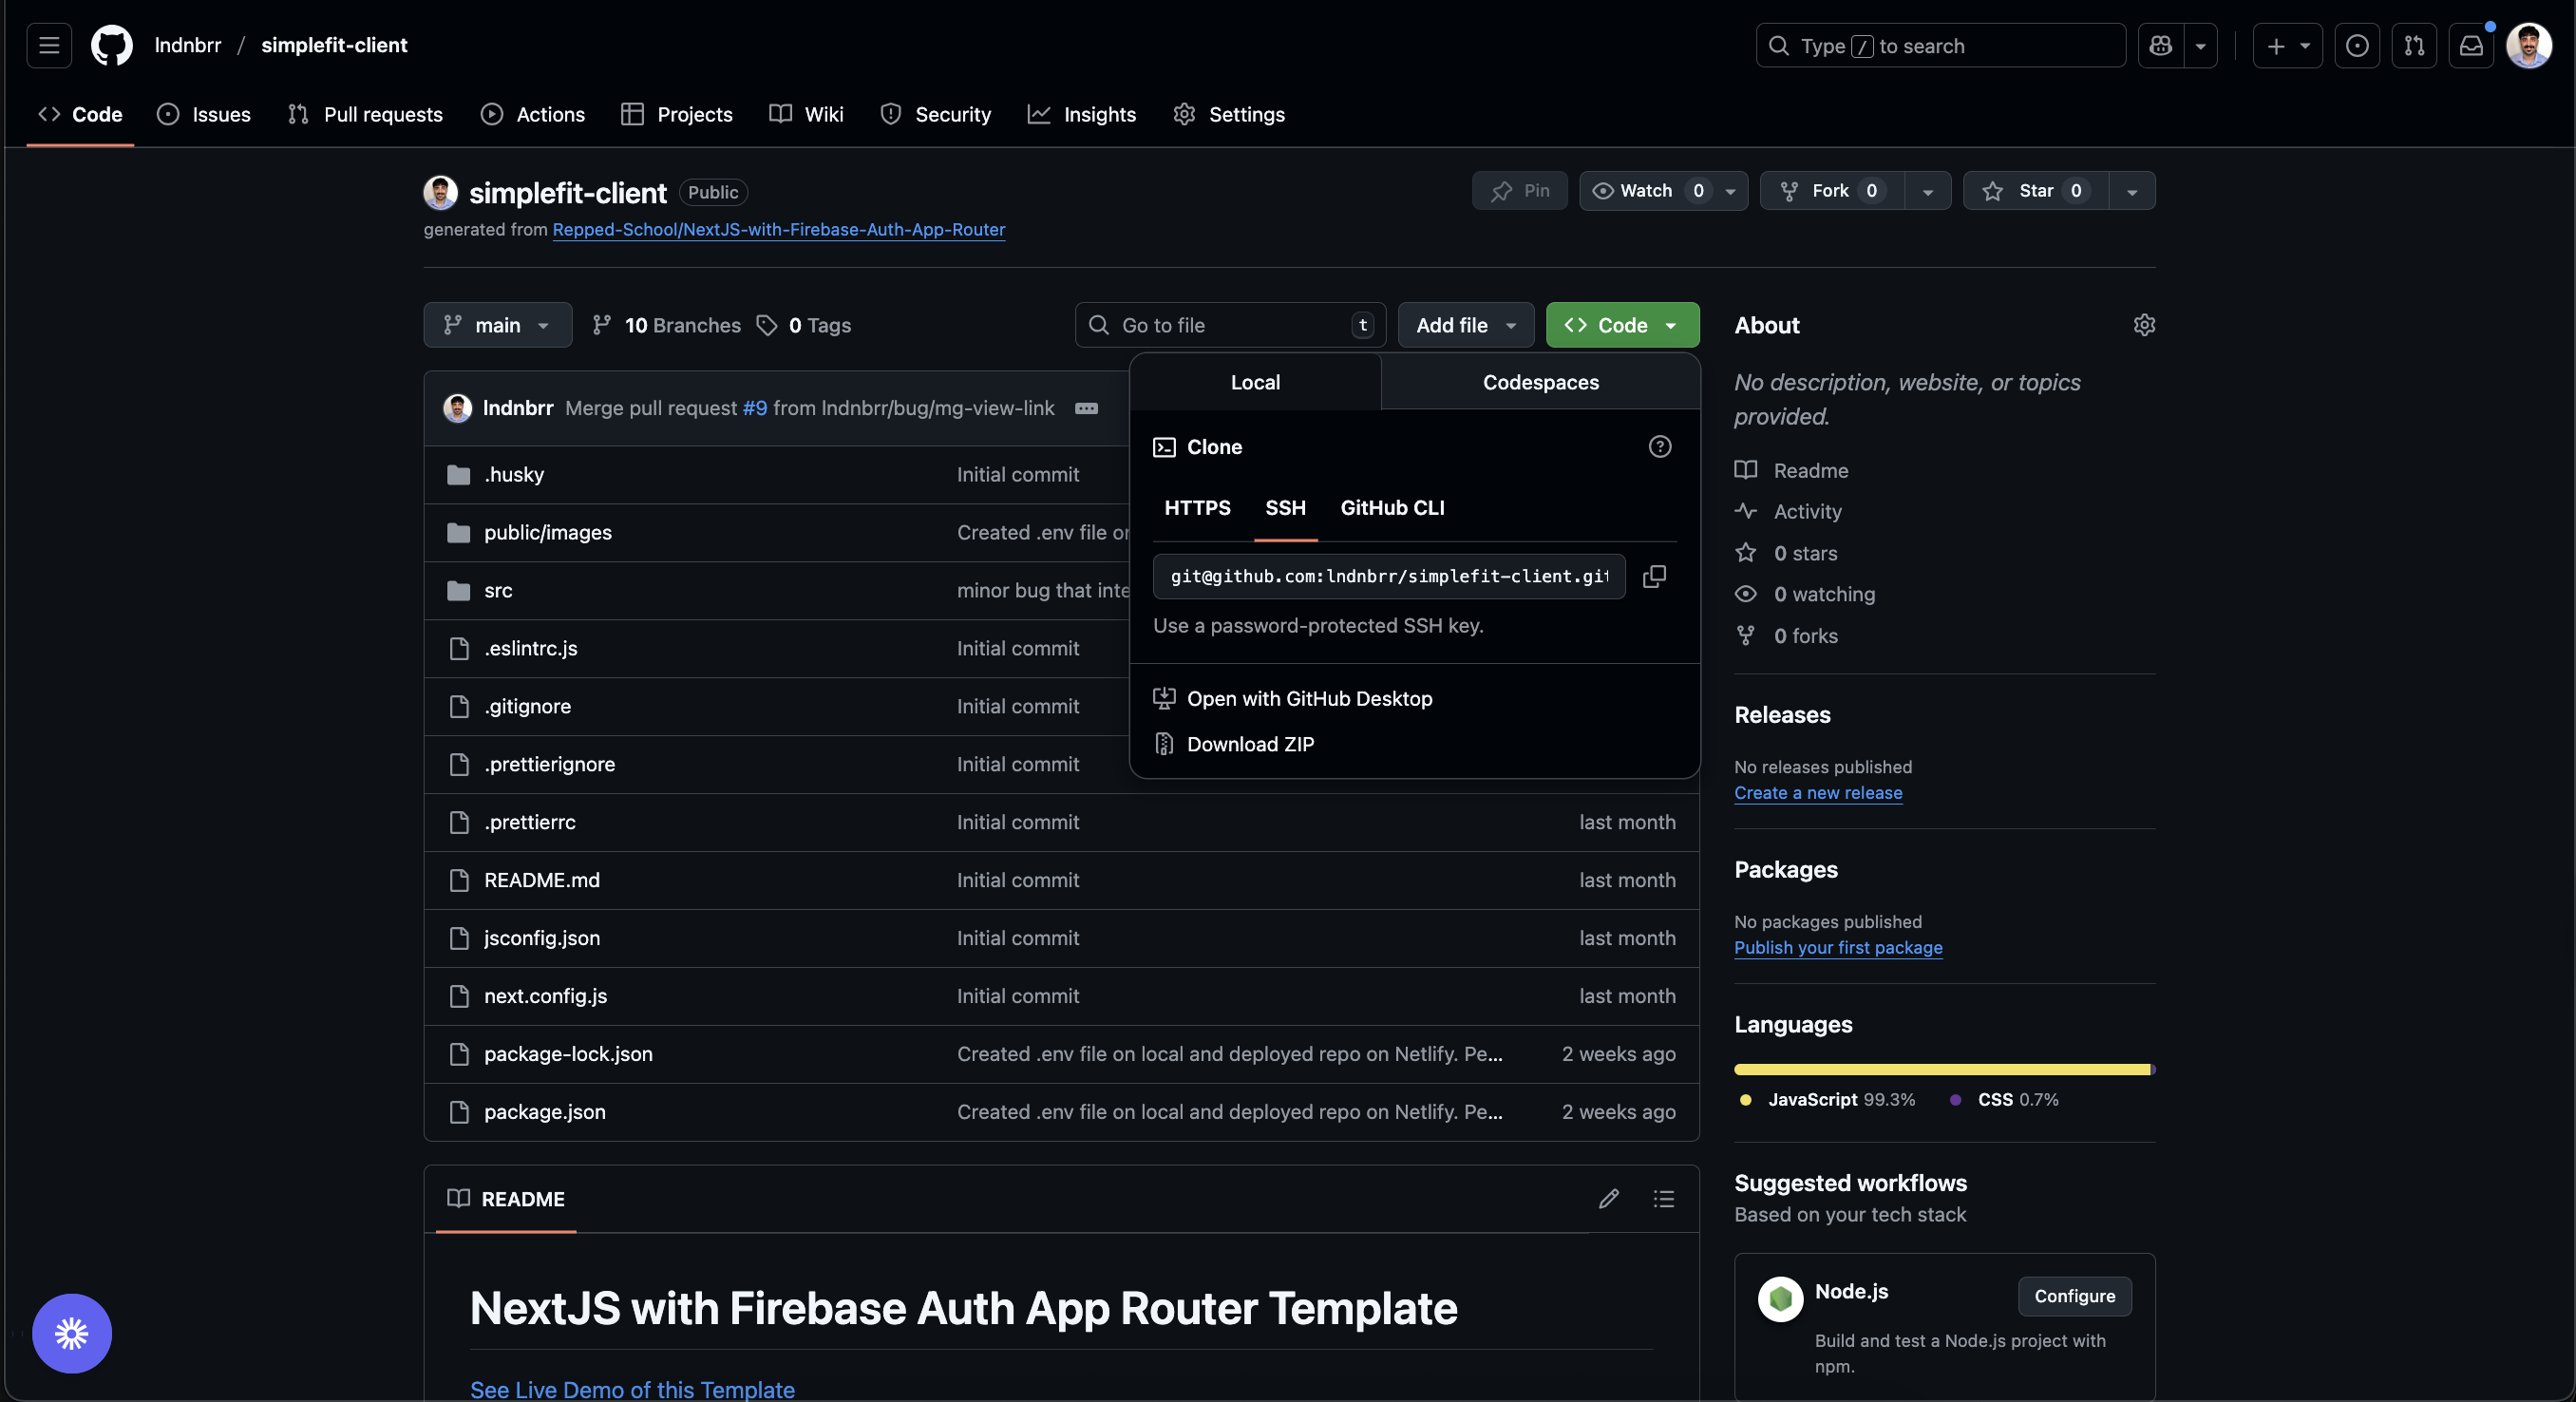 lndnbrr / simplefit-client
Type / to search
Code Issues Pull requests Actions Projects Wiki Security Insights Settings
simplefit-client Public
Pin Watch 0 Fork 0 Star 0
generated from Repped-School/NextJS-with-Firebase-Auth-App-Router
main 10 Branches 0 Tags
Go to file t
Add file
Code
lndnbrr Merge pull request #9 from lndnbrr/bug/mg-view-link
.husky Initial commit
public/images Created .env file or
src minor bug that inte
.eslintrc.js Initial commit
.gitignore Initial commit
.prettierignore Initial commit
.prettierrc Initial commit last month
README.md Initial commit last month
jsconfig.json Initial commit last month
next.config.js Initial commit last month
package-lock.json Created .env file on local and deployed repo on Netlify. Pe... 2 weeks ago
package.json Created .env file on local and deployed repo on Netlify. Pe... 2 weeks ago
Local Codespaces
Clone
HTTPS SSH GitHub CLI
git@github.com:lndnbrr/simplefit-client.git
Use a password-protected SSH key.
Open with GitHub Desktop
Download ZIP
README
NextJS with Firebase Auth App Router Template
See Live Demo of this Template
About
No description, website, or topics
provided.
Readme
Activity
0 stars
0 watching
0 forks
Releases
No releases published
Create a new release
Packages
No packages published
Publish your first package
Languages
JavaScript 99.3% CSS 0.7%
Suggested workflows
Based on your tech stack
Node.js
Configure
Build and test a Node.js project with
npm.